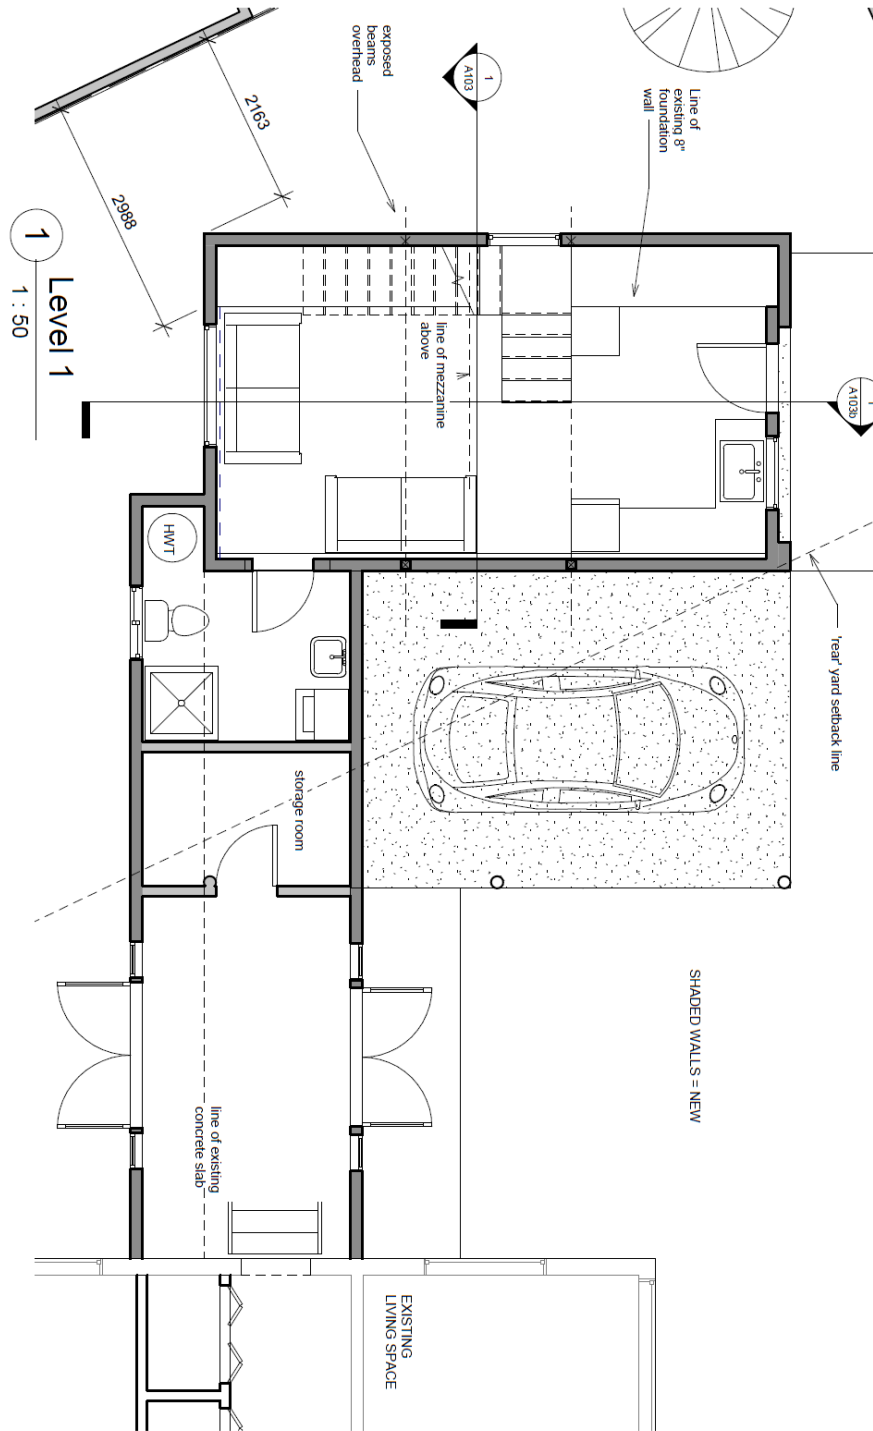 exposed
beams
overhead
1
A103
Line of
existing 8"
foundation
wall
2163
2988
1
Level 1
1 : 50
line of mezzanine
above
1
A103b
HWT
'rear' yard setback line
storage room
SHADED WALLS = NEW
line of existing
concrete slab
EXISTING
LIVING SPACE